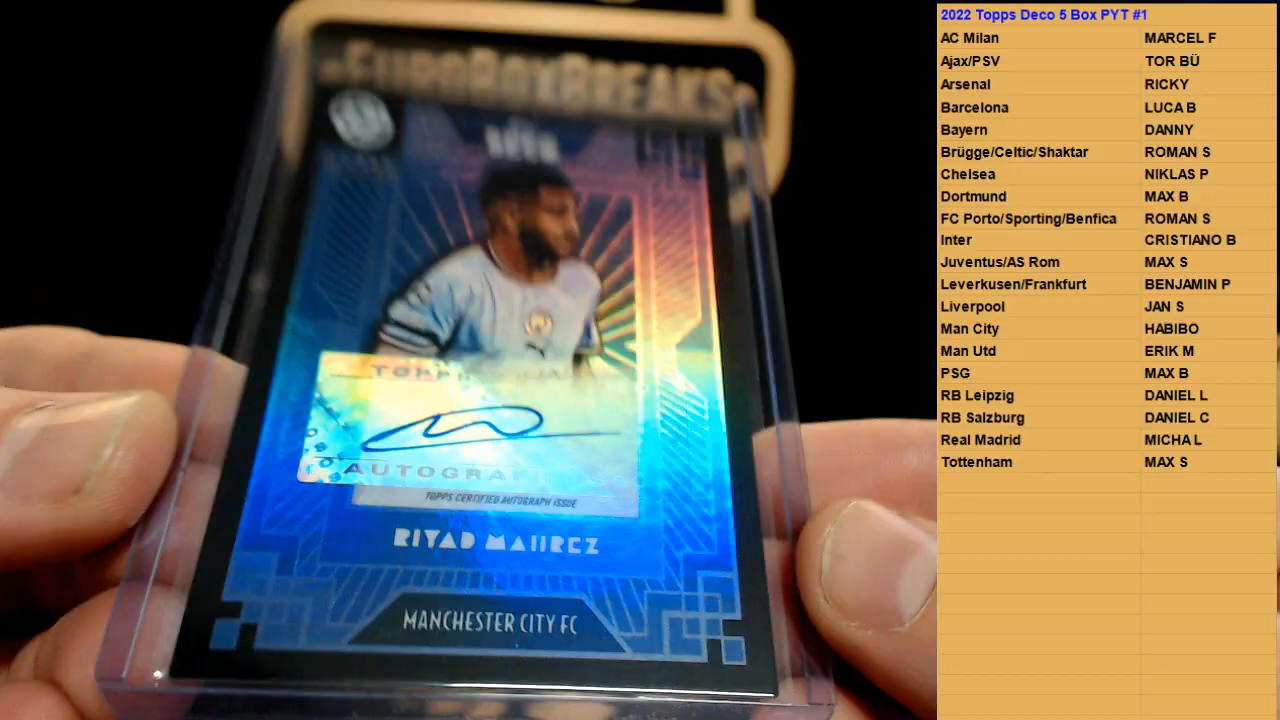 EUROBOXBREAKS
TOPP
AUTOGRA
TOPPS CERTIFIED AUTOGRAPH ISSUE
RIYAD MAHREZ
MANCHESTER CITY FC
2022 Topps Deco 5 Box PYT #1
AC Milan MARCEL F
Ajax/PSV TOR BÜ
Arsenal RICKY
Barcelona LUCA B
Bayern DANNY
Brügge/Celtic/Shaktar ROMAN S
Chelsea NIKLAS P
Dortmund MAX B
FC Porto/Sporting/Benfica ROMAN S
Inter CRISTIANO B
Juventus/AS Rom MAX S
Leverkusen/Frankfurt BENJAMIN P
Liverpool JAN S
Man City HABIBO
Man Utd ERIK M
PSG MAX B
RB Leipzig DANIEL L
RB Salzburg DANIEL C
Real Madrid MICHA L
Tottenham MAX S